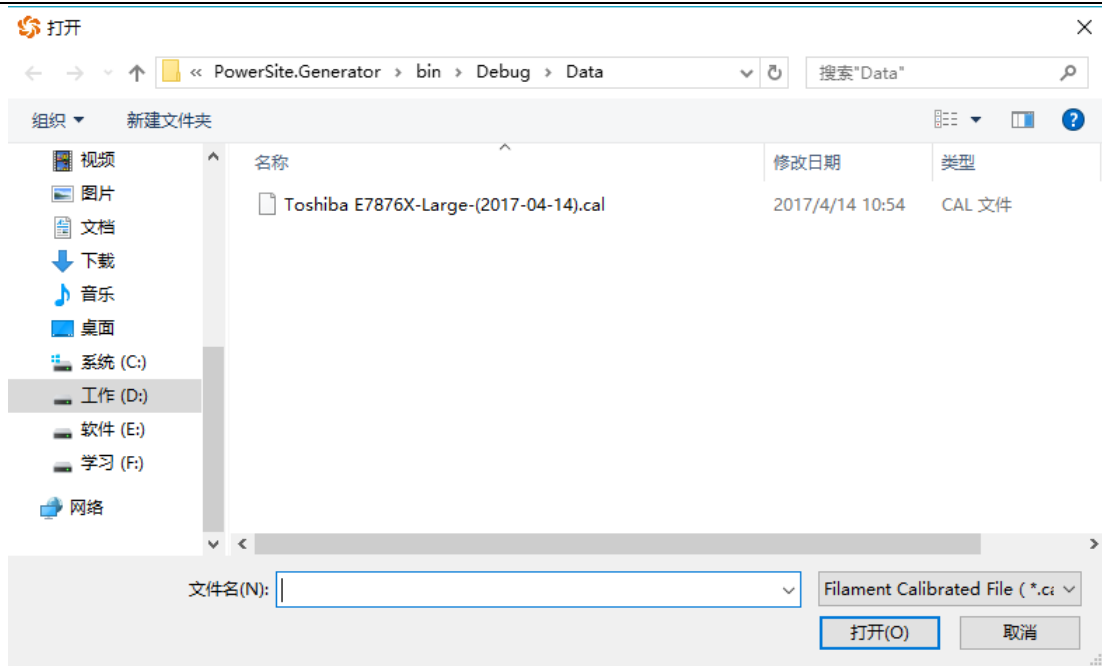 打开
« PowerSite.Generator › bin › Debug › Data
搜索"Data"
组织
新建文件夹
视频
图片
文档
下载
音乐
桌面
系统 (C:)
工作 (D:)
软件 (E:)
学习 (F:)
网络
名称
修改日期
类型
Toshiba E7876X-Large-(2017-04-14).cal
2017/4/14 10:54
CAL 文件
文件名(N):
Filament Calibrated File ( *.ca
打开(O)
取消